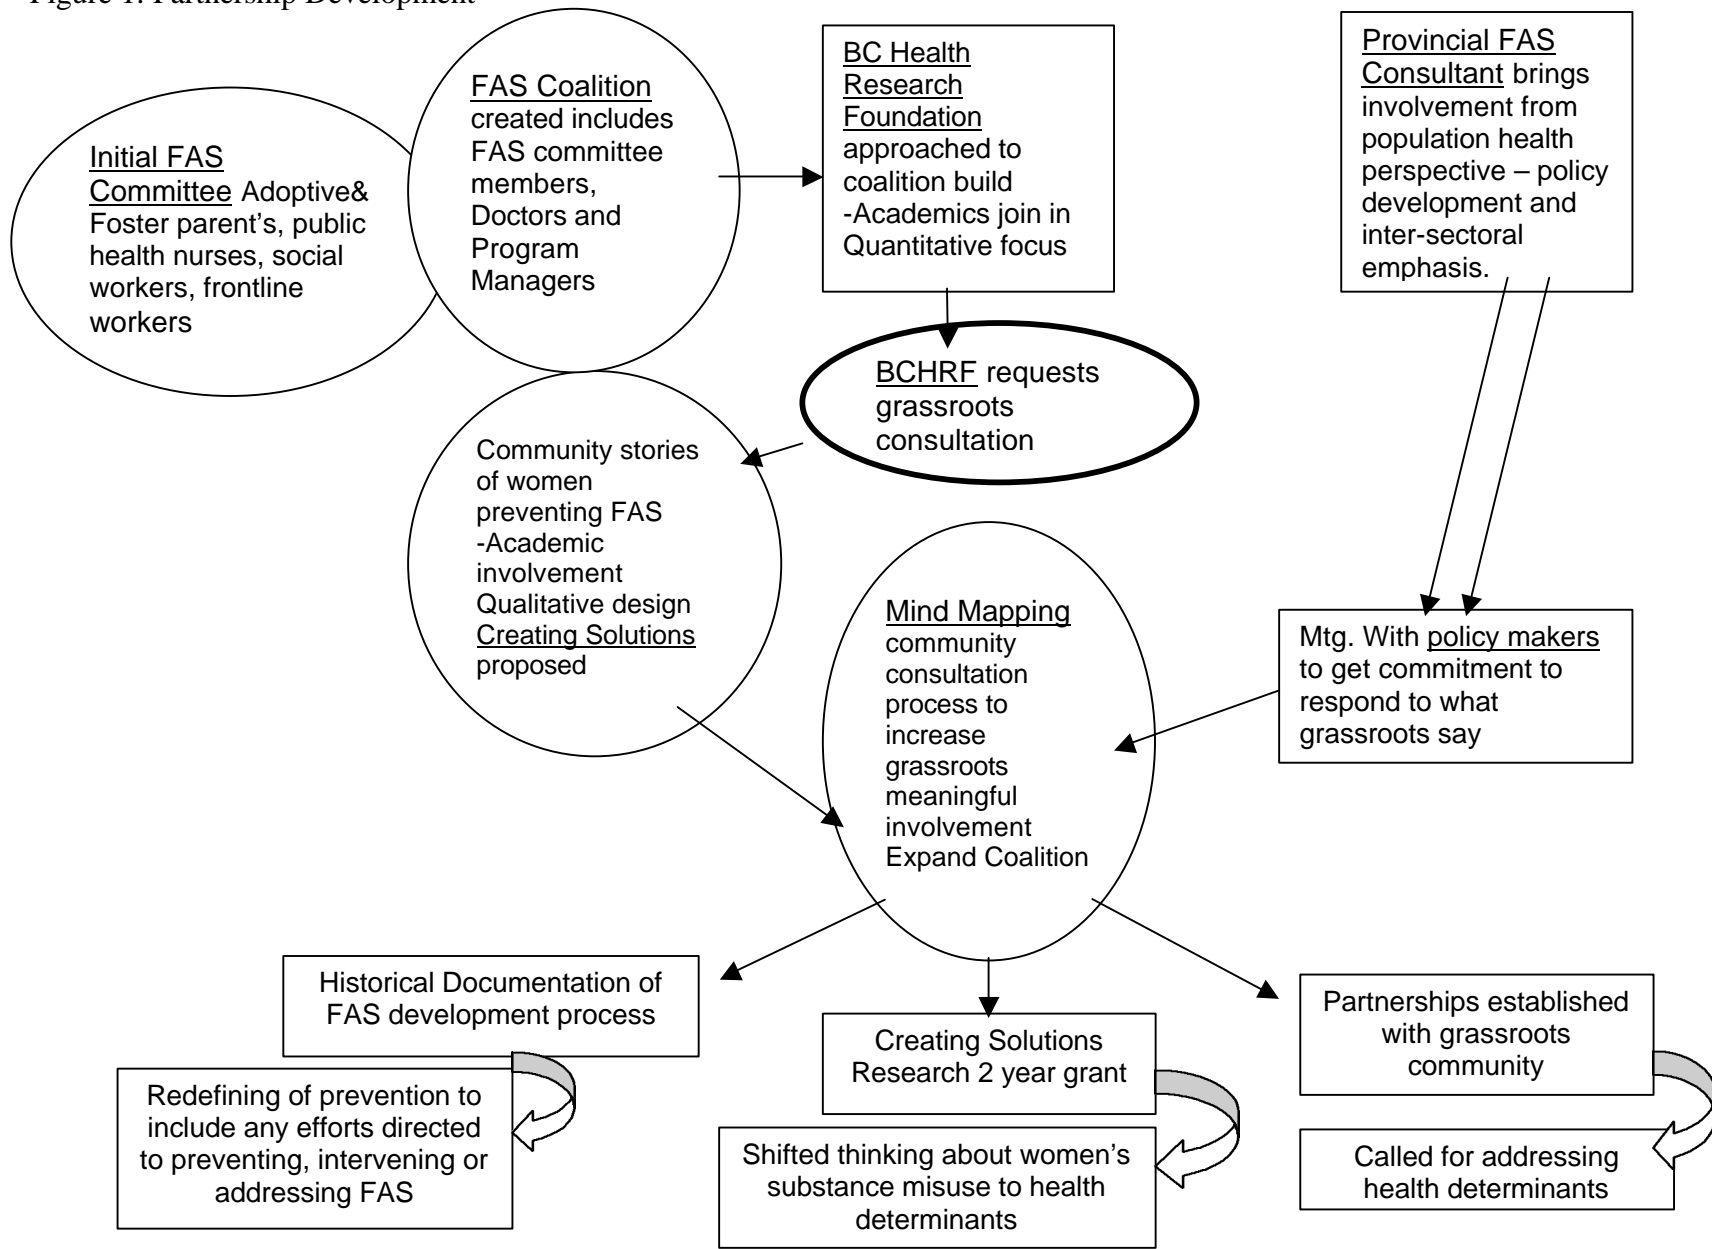 Figure 1. Partnership Development
Initial FAS
Committee Adoptive&
Foster parent's, public
health nurses, social
workers, frontline
workers
FAS Coalition
created includes
FAS committee
members,
Doctors and
Program
Managers
BC Health
Research
Foundation
approached to
coalition build
-Academics join in
Quantitative focus
Provincial FAS
Consultant brings
involvement from
population health
perspective – policy
development and
inter-sectoral
emphasis.
BCHRF requests
grassroots
consultation
Community stories
of women
preventing FAS
-Academic
involvement
Qualitative design
Creating Solutions
proposed
Mind Mapping
community
consultation
process to
increase
grassroots
meaningful
involvement
Expand Coalition
Mtg. With policy makers
to get commitment to
respond to what
grassroots say
Historical Documentation of
FAS development process
Redefining of prevention to
include any efforts directed
to preventing, intervening or
addressing FAS
Creating Solutions
Research 2 year grant
Shifted thinking about women's
substance misuse to health
determinants
Partnerships established
with grassroots
community
Called for addressing
health determinants